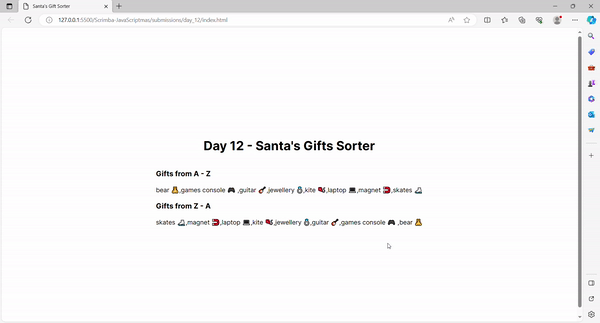 Santa's Gift Sorter
127.0.0.1:5500/Scrimba-JavaScriptmas/submissions/day_12/index.html
Day 12 - Santa's Gifts Sorter
Gifts from A - Z
bear 🧸,games console 🎮 ,guitar 🎸,jewellery 💍,kite 🪁,laptop 💻,magnet 🧲,skates ⛸
Gifts from Z - A
skates ⛸,magnet 🧲,laptop 💻,kite 🪁,jewellery 💍,guitar 🎸,games console 🎮 ,bear 🧸